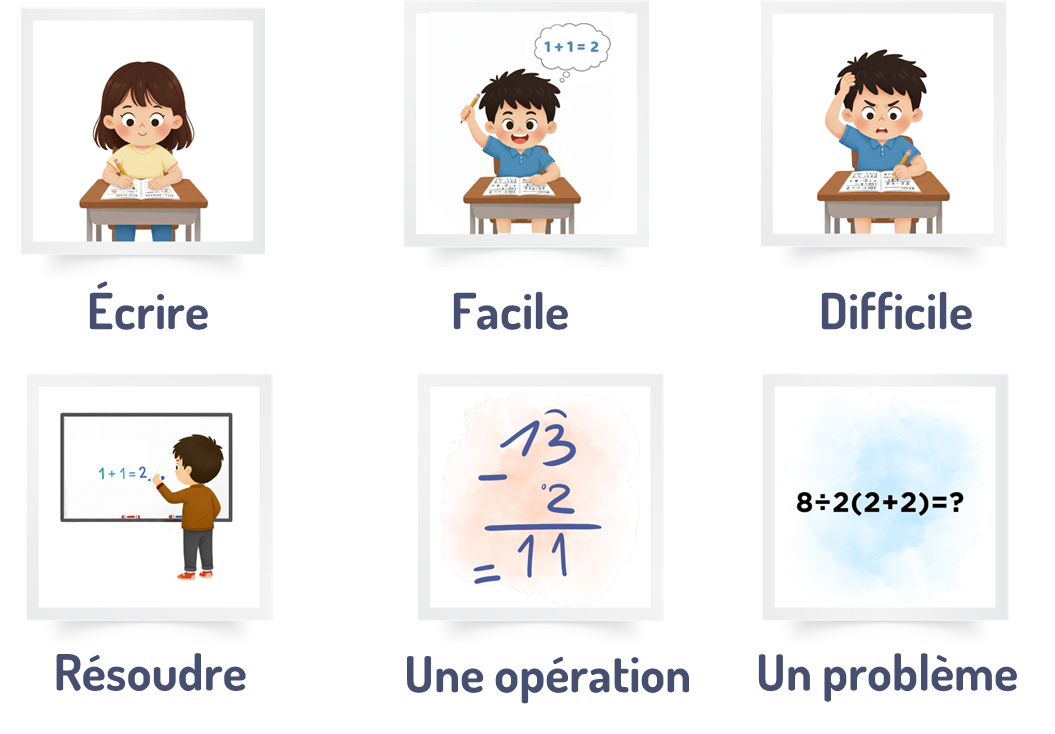 1+1= 2
Écrire
Facile
Difficile
1+1=2
13
- 2
= 11
8÷2(2+2)=?
Résoudre
Une opération
Un problème